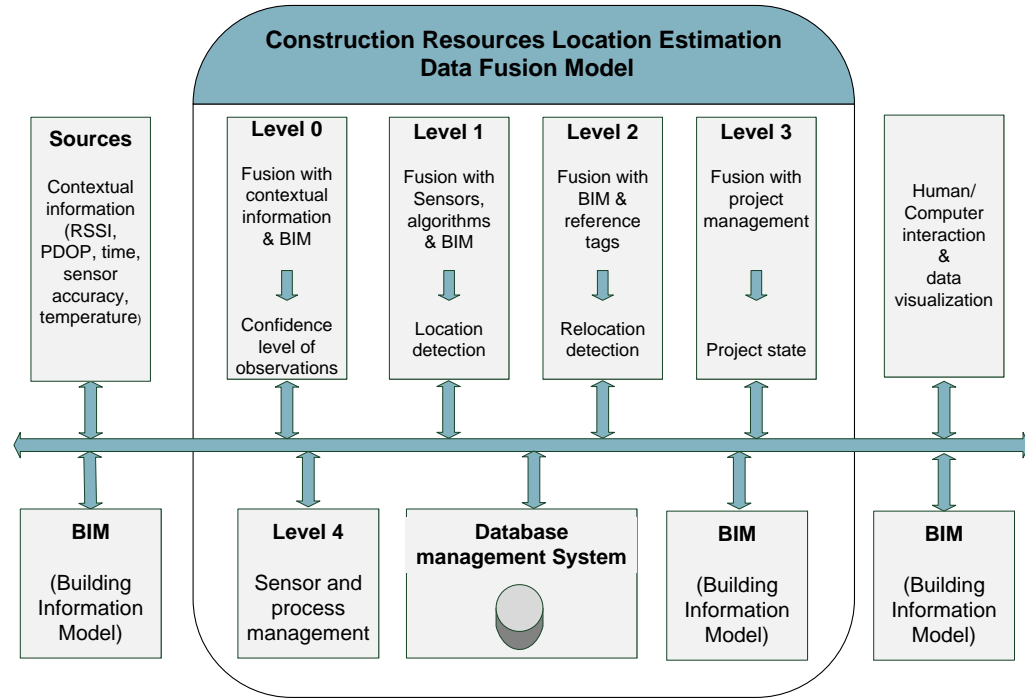 Construction Resources Location Estimation
Data Fusion Model
Sources
Contextual
information
(RSSI,
PDOP, time,
sensor
accuracy,
temperature)
Level 0
Fusion with
contextual
information
& BIM
Confidence
level of
observations
Level 1
Fusion with
Sensors,
algorithms
& BIM
Location
detection
Level 2
Fusion with
BIM &
reference
tags
Relocation
detection
Level 3
Fusion with
project
management
Project state
Human/
Computer
interaction
&
data
visualization
BIM
(Building
Information
Model)
Level 4
Sensor and
process
management
Database
management System
BIM
(Building
Information
Model)
BIM
(Building
Information
Model)